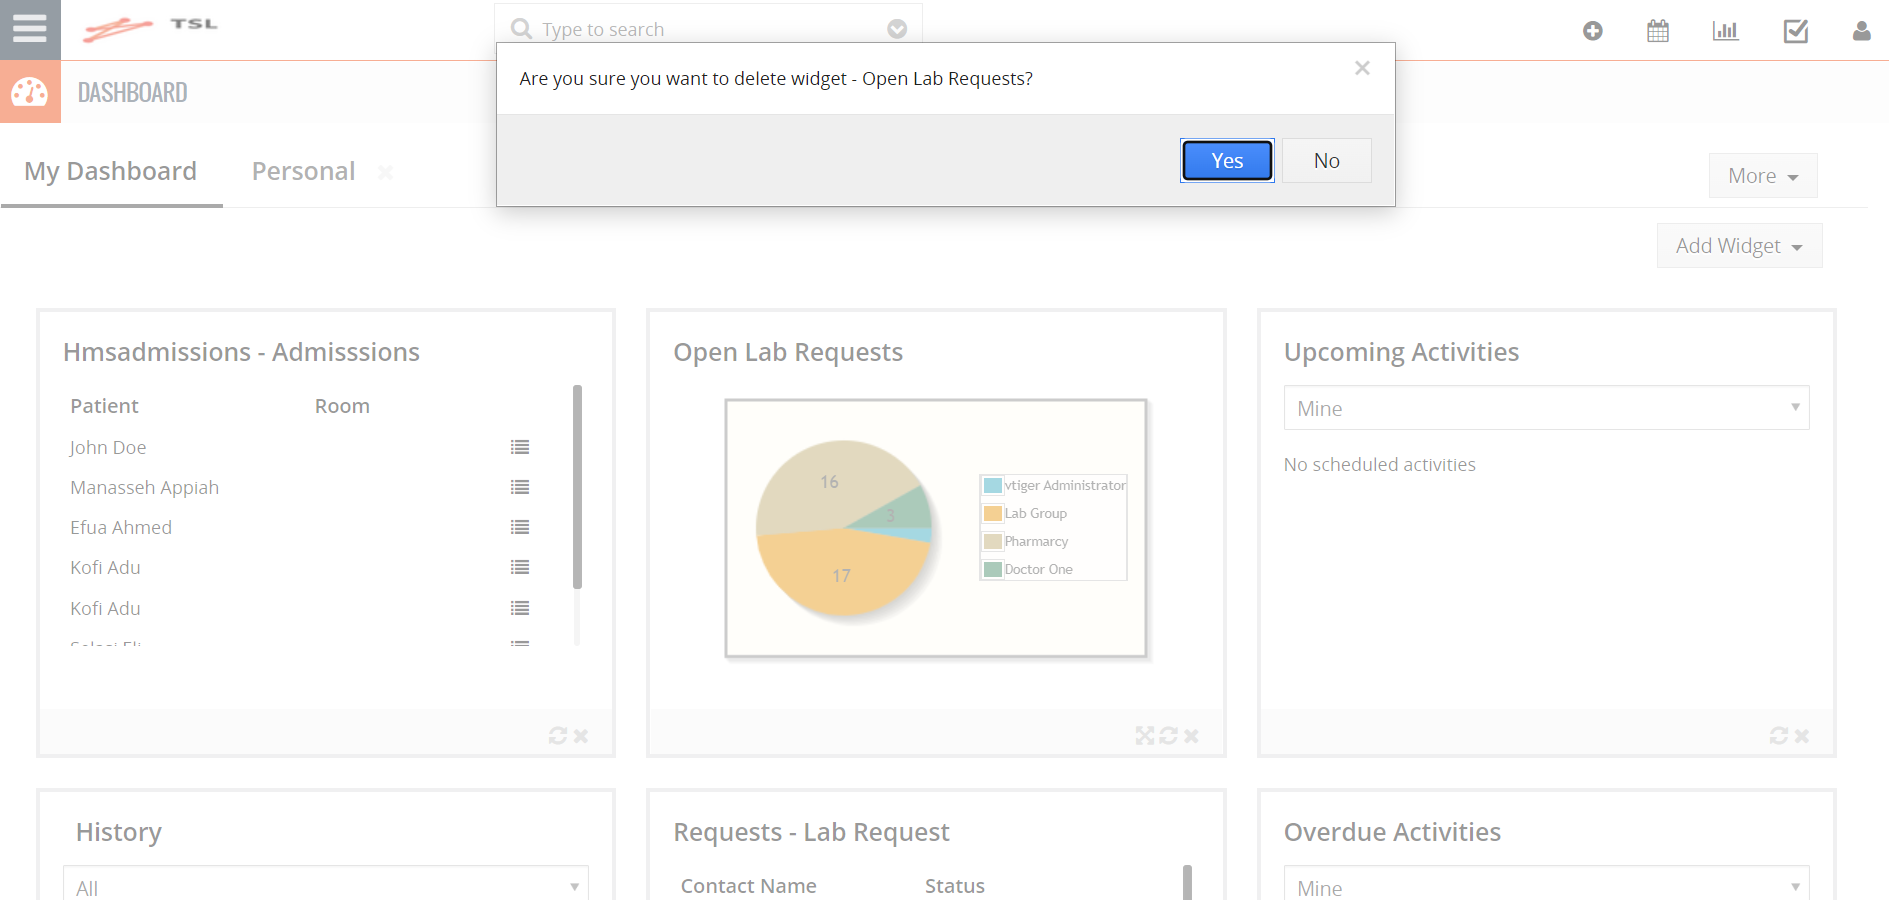 TSL
Type to search
Are you sure you want to delete widget - Open Lab Requests?
Yes
No
DASHBOARD
My Dashboard
Personal
More
Add Widget
Hmsadmissions - Admisssions
Patient Room
John Doe
Manasseh Appiah
Efua Ahmed
Kofi Adu
Kofi Adu
Open Lab Requests
16
3
17
vtiger Administrator
Lab Group
Pharmarcy
Doctor One
Upcoming Activities
Mine
No scheduled activities
History
All
Requests - Lab Request
Contact Name Status
Overdue Activities
Mine